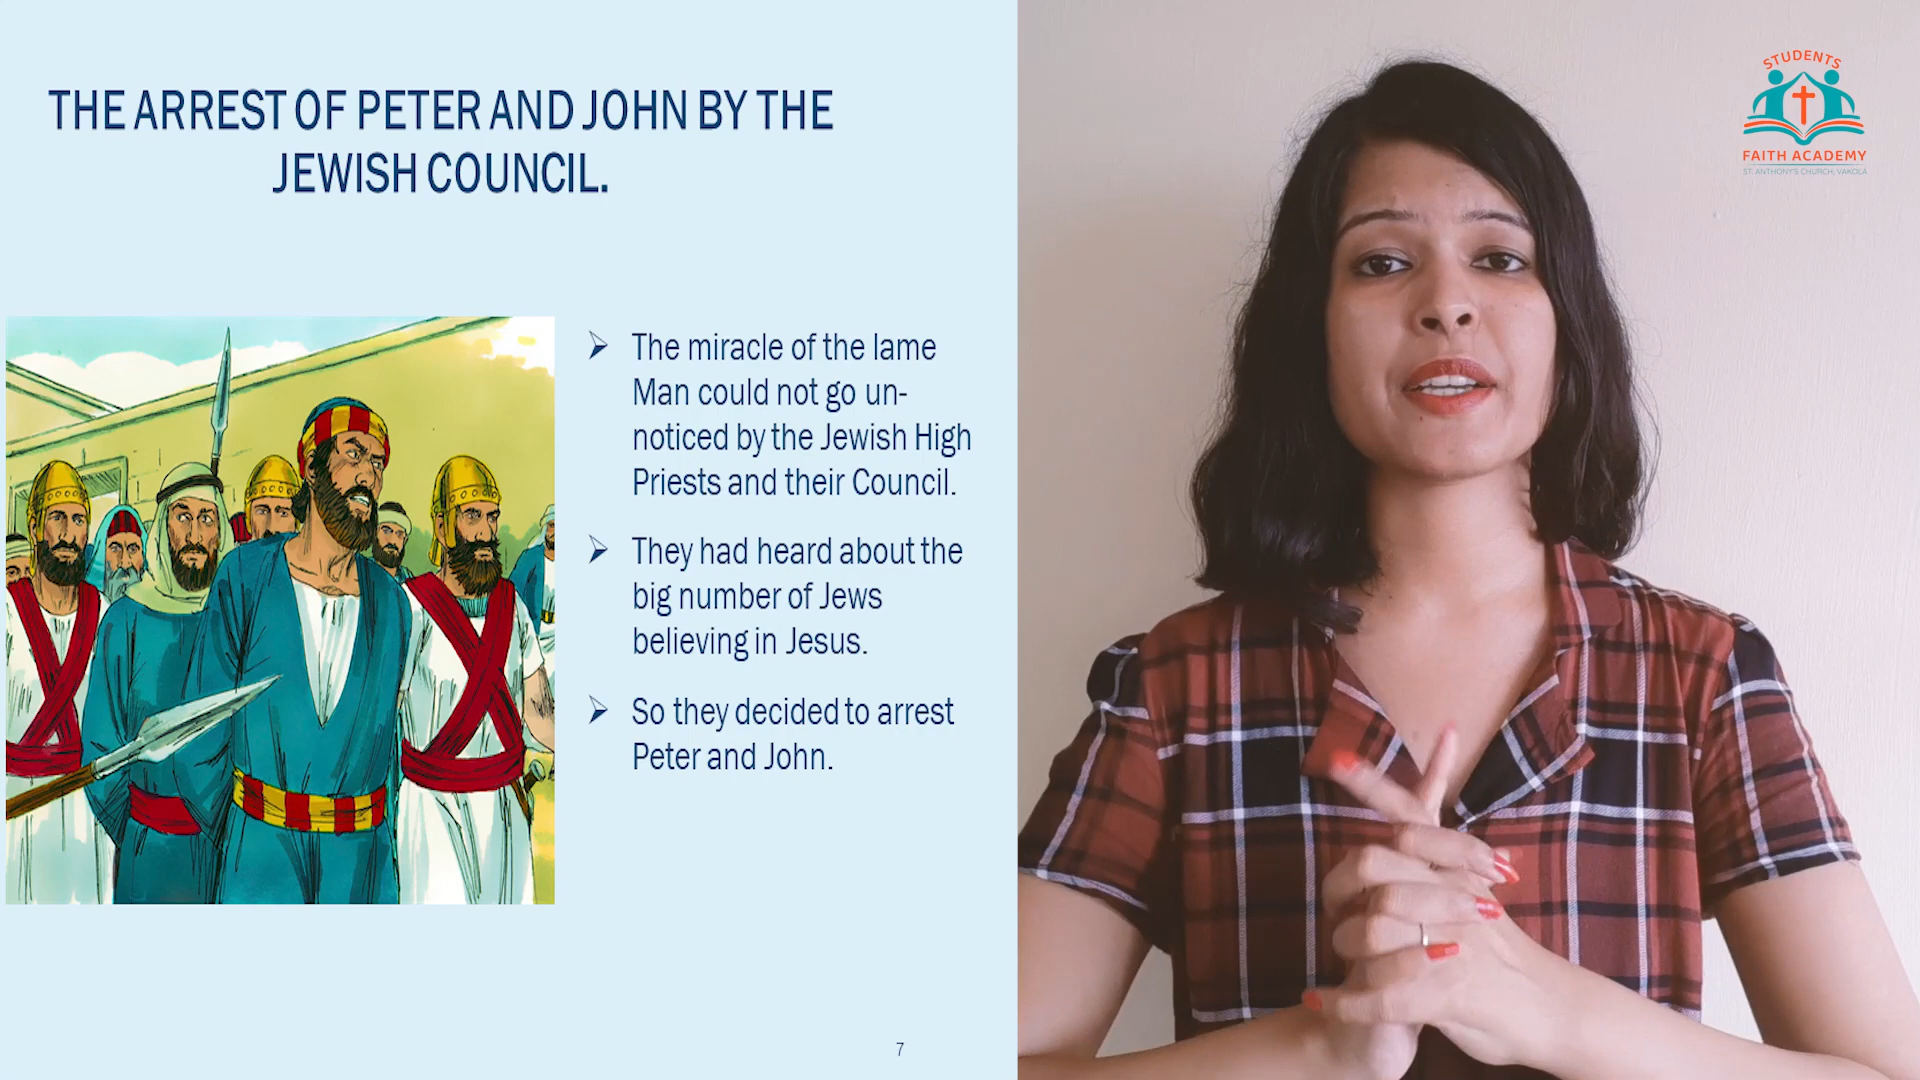 THE ARREST OF PETER AND JOHN BY THE
JEWISH COUNCIL.
➢ The miracle of the lame
Man could not go un-
noticed by the Jewish High
Priests and their Council.
➢ They had heard about the
big number of Jews
believing in Jesus.
➢ So they decided to arrest
Peter and John.
7
STUDENTS
FAITH ACADEMY
ST. ANTHONY'S CHURCH, VAKOLA